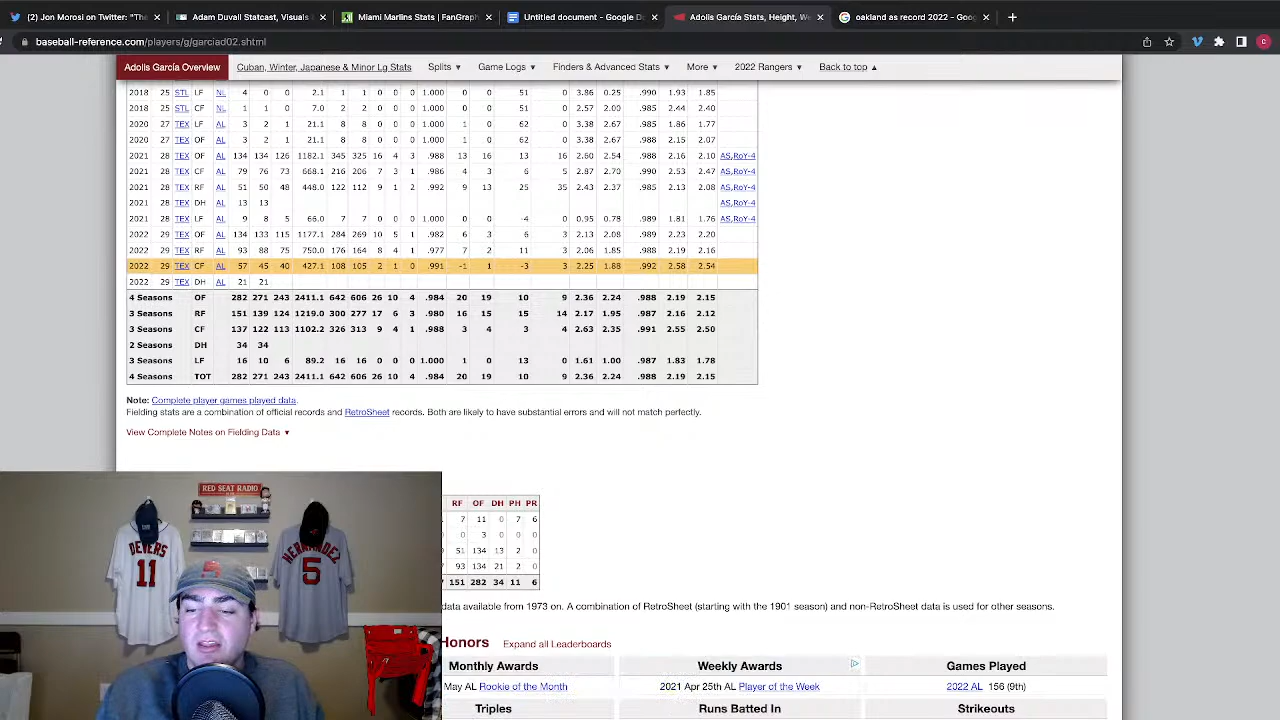 (2) Jon Morosi on Twitter: "The
Adam Duvall Statcast, Visuals
Miami Marlins Stats | FanGraph
Untitled document - Google D
Adolis García Stats, Height, We
oakland as record 2022 - Goog
baseball-reference.com/players/g/garciad02.shtml
Adolis García Overview Cuban, Winter, Japanese & Minor Lg Stats Splits Game Logs Finders & Advanced Stats More 2022 Rangers Back to top
2018 25 STL LF NL 4 0 0 2.1 1 1 0 0 0 1.000 0 0 51 0 3.86 0.25 .990 1.93 1.85
2018 25 STL CF NL 1 1 0 7.0 2 2 0 0 0 1.000 0 0 51 0 2.57 2.00 .985 2.44 2.40
2020 27 TEX LF AL 3 2 1 21.1 8 8 0 0 0 1.000 1 0 62 0 3.38 2.67 .985 1.86 1.77
2020 27 TEX OF AL 3 2 1 21.1 8 8 0 0 0 1.000 1 0 62 0 3.38 2.67 .988 2.15 2.07
2021 28 TEX OF AL 134 134 126 1182.1 345 325 16 4 3 .988 13 16 13 16 2.60 2.54 .988 2.16 2.10 AS,RoY-4
2021 28 TEX CF AL 79 76 73 668.1 216 206 7 3 1 .986 4 3 6 5 2.87 2.70 .990 2.53 2.47 AS,RoY-4
2021 28 TEX RF AL 51 50 48 448.0 122 112 9 1 2 .992 9 13 25 35 2.43 2.37 .985 2.13 2.08 AS,RoY-4
2021 28 TEX DH AL 13 13 AS,RoY-4
2021 28 TEX LF AL 9 8 5 66.0 7 7 0 0 0 1.000 0 0 -4 0 0.95 0.78 .989 1.81 1.76 AS,RoY-4
2022 29 TEX OF AL 134 133 115 1177.1 284 269 10 5 1 .982 6 3 6 3 2.13 2.08 .989 2.23 2.20
2022 29 TEX RF AL 93 88 75 750.0 176 164 8 4 1 .977 7 2 11 3 2.06 1.85 .988 2.19 2.16
2022 29 TEX CF AL 57 45 40 427.1 108 105 2 1 0 .991 -1 1 -3 3 2.25 1.88 .992 2.58 2.54
2022 29 TEX DH AL 21 21
4 Seasons OF 282 271 243 2411.1 642 606 26 10 4 .984 20 19 10 9 2.36 2.24 .988 2.19 2.15
3 Seasons RF 151 139 124 1219.0 300 277 17 6 3 .980 16 15 15 14 2.17 1.95 .987 2.16 2.12
3 Seasons CF 137 122 113 1102.2 326 313 9 4 1 .988 3 4 3 4 2.63 2.35 .991 2.55 2.50
2 Seasons DH 34 34
3 Seasons LF 16 10 6 89.2 16 16 0 0 0 1.000 1 0 13 0 1.61 1.00 .987 1.83 1.78
4 Seasons TOT 282 271 243 2411.1 642 606 26 10 4 .984 20 19 10 9 2.36 2.24 .988 2.19 2.15
Note: Complete player games played data.
Fielding stats are a combination of official records and RetroSheet records. Both are likely to have substantial errors and will not match perfectly.
View Complete Notes on Fielding Data
RF OF DH PH PR
7 11 0 7 6
0 3 0 0 0
51 134 13 2 0
93 134 21 2 0
151 282 34 11 6
data available from 1973 on. A combination of RetroSheet (starting with the 1901 season) and non-RetroSheet data is used for other seasons.
Honors Expand all Leaderboards
Monthly Awards Weekly Awards Games Played
May AL Rookie of the Month 2021 Apr 25th AL Player of the Week 2022 AL 156 (9th)
Triples Runs Batted In Strikeouts
RED SEAT RADIO
DEVERS
11
HERNÁNDEZ
5